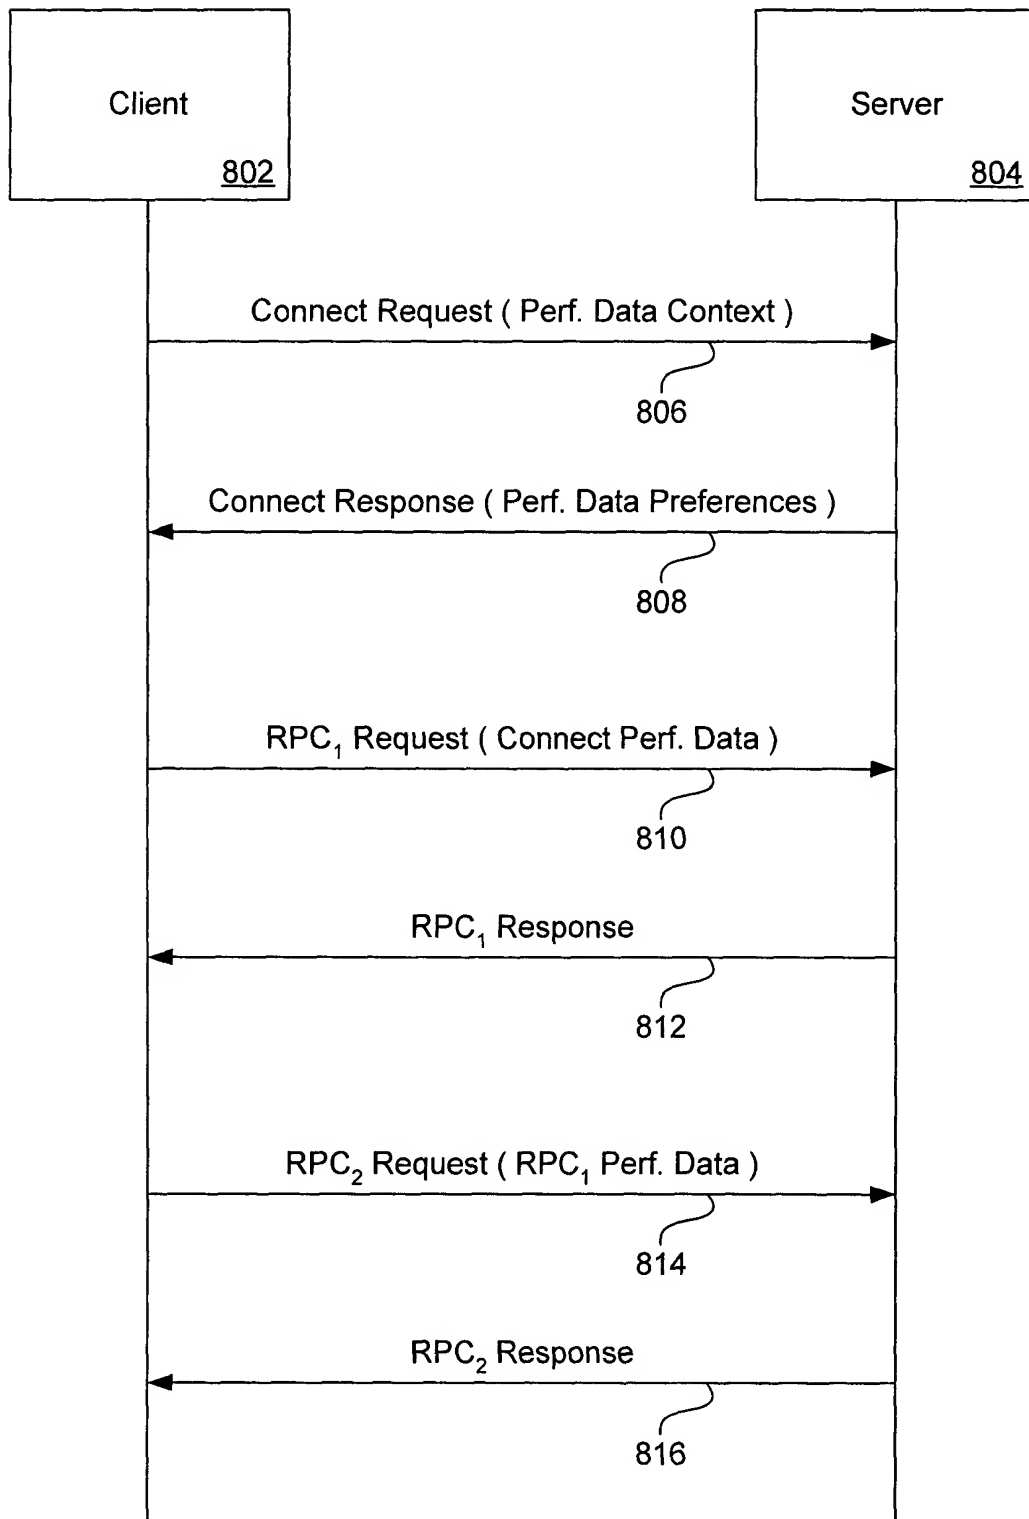 Client
802
Server
804
Connect Request ( Perf. Data Context )
806
Connect Response ( Perf. Data Preferences )
808
RPC₁ Request ( Connect Perf. Data )
810
RPC₁ Response
812
RPC₂ Request ( RPC₁ Perf. Data )
814
RPC₂ Response
816